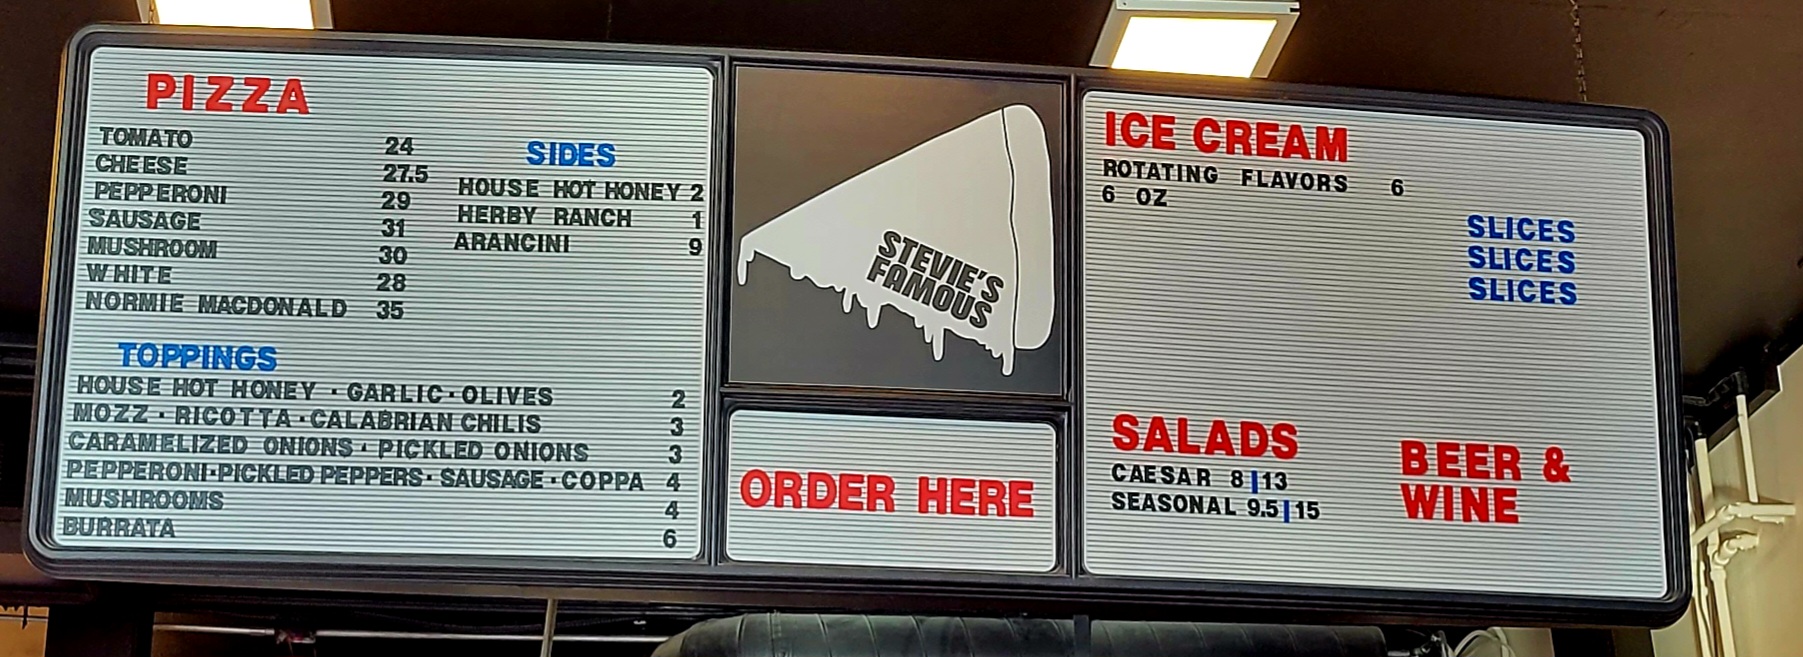 PIZZA
TOMATO 24
CHEESE 27.5
PEPPERONI 29
SAUSAGE 31
MUSHROOM 30
WHITE 28
NORMIE MACDONALD 35
SIDES
HOUSE HOT HONEY 2
HERBY RANCH 1
ARANCINI 9
TOPPINGS
HOUSE HOT HONEY · GARLIC · OLIVES 2
MOZZ · RICOTTA · CALABRIAN CHILIS 3
CARAMELIZED ONIONS · PICKLED ONIONS 3
PEPPERONI · PICKLED PEPPERS · SAUSAGE · COPPA 4
MUSHROOMS 4
BURRATA 6
STEVIE'S
FAMOUS
ORDER HERE
ICE CREAM
ROTATING FLAVORS 6
6 OZ
SLICES
SLICES
SLICES
SALADS
CAESAR 8|13
SEASONAL 9.5|15
BEER &
WINE